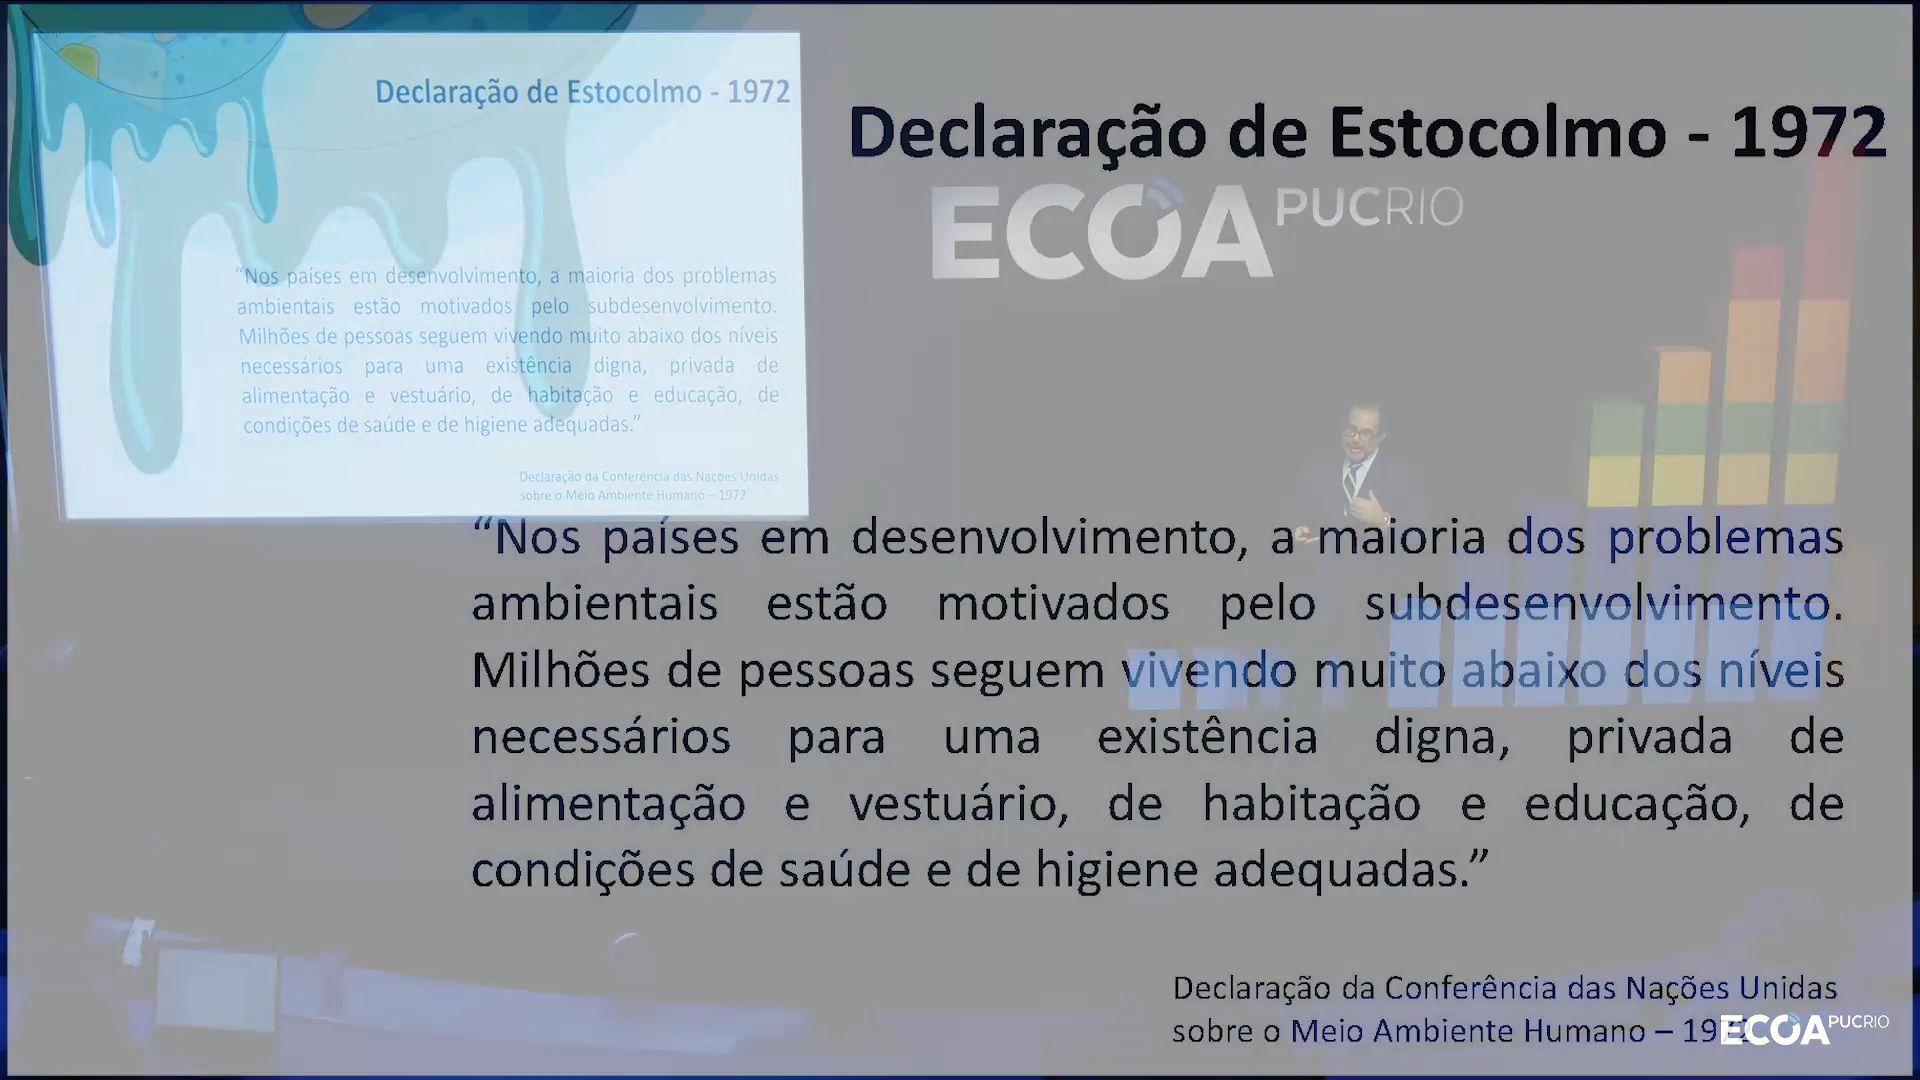 Declaração de Estocolmo - 1972
“Nos países em desenvolvimento, a maioria dos problemas
ambientais estão motivados pelo subdesenvolvimento.
Milhões de pessoas seguem vivendo muito abaixo dos níveis
necessários para uma existência digna, privada de
alimentação e vestuário, de habitação e educação, de
condições de saúde e de higiene adequadas.”
Declaração da Conferência das Nações Unidas
sobre o Meio Ambiente Humano – 1972
Declaração de Estocolmo - 1972
ECOA PUCRIO
“Nos países em desenvolvimento, a maioria dos problemas
ambientais estão motivados pelo subdesenvolvimento.
Milhões de pessoas seguem vivendo muito abaixo dos níveis
necessários para uma existência digna, privada de
alimentação e vestuário, de habitação e educação, de
condições de saúde e de higiene adequadas.”
Declaração da Conferência das Nações Unidas
sobre o Meio Ambiente Humano – 1972
ECOA PUCRIO